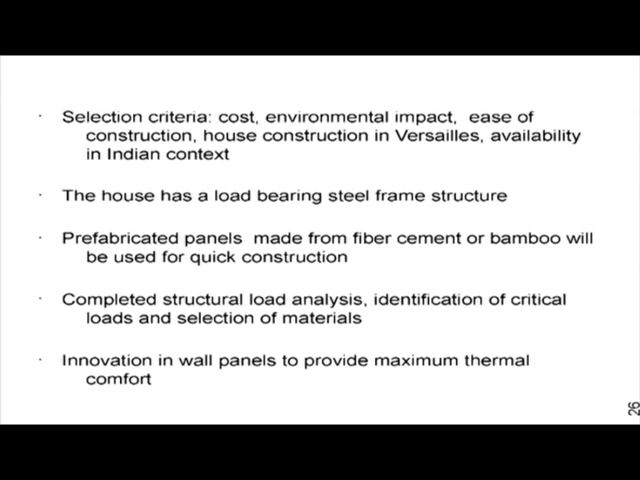 · Selection criteria: cost, environmental impact, ease of
construction, house construction in Versailles, availability
in Indian context
· The house has a load bearing steel frame structure
· Prefabricated panels made from fiber cement or bamboo will
be used for quick construction
· Completed structural load analysis, identification of critical
loads and selection of materials
· Innovation in wall panels to provide maximum thermal
comfort
26